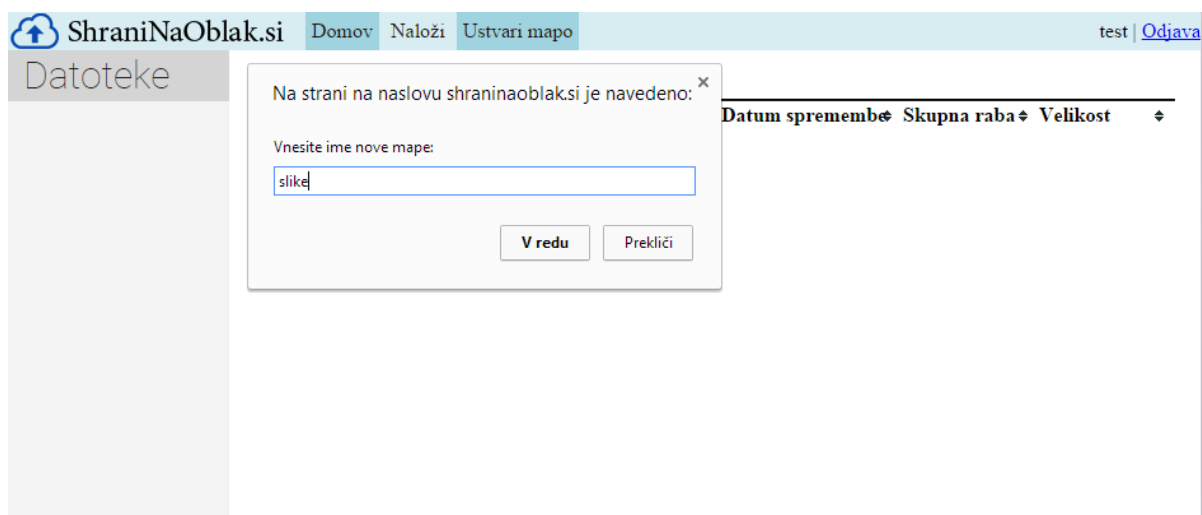 ShraniNaOblak.si Domov Naloži Ustvari mapo test | Odjava
Datoteke
Na strani na naslovu shraninaoblak.si je navedeno: ×
Vnesite ime nove mape:
slike
V redu Prekliči
Datum spremembe Skupna raba Velikost